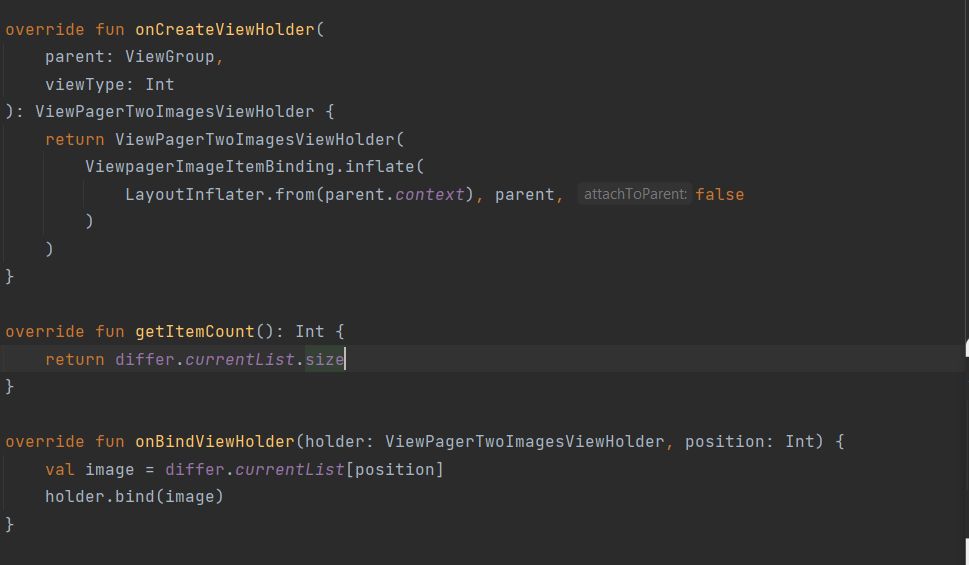 override fun onCreateViewHolder(
    parent: ViewGroup,
    viewType: Int
): ViewPagerTwoImagesViewHolder {
    return ViewPagerTwoImagesViewHolder(
        ViewpagerImageItemBinding.inflate(
            LayoutInflater.from(parent.context), parent, attachToParent: false
        )
    )
}
override fun getItemCount(): Int {
    return differ.currentList.size
}
override fun onBindViewHolder(holder: ViewPagerTwoImagesViewHolder, position: Int) {
    val image = differ.currentList[position]
    holder.bind(image)
}